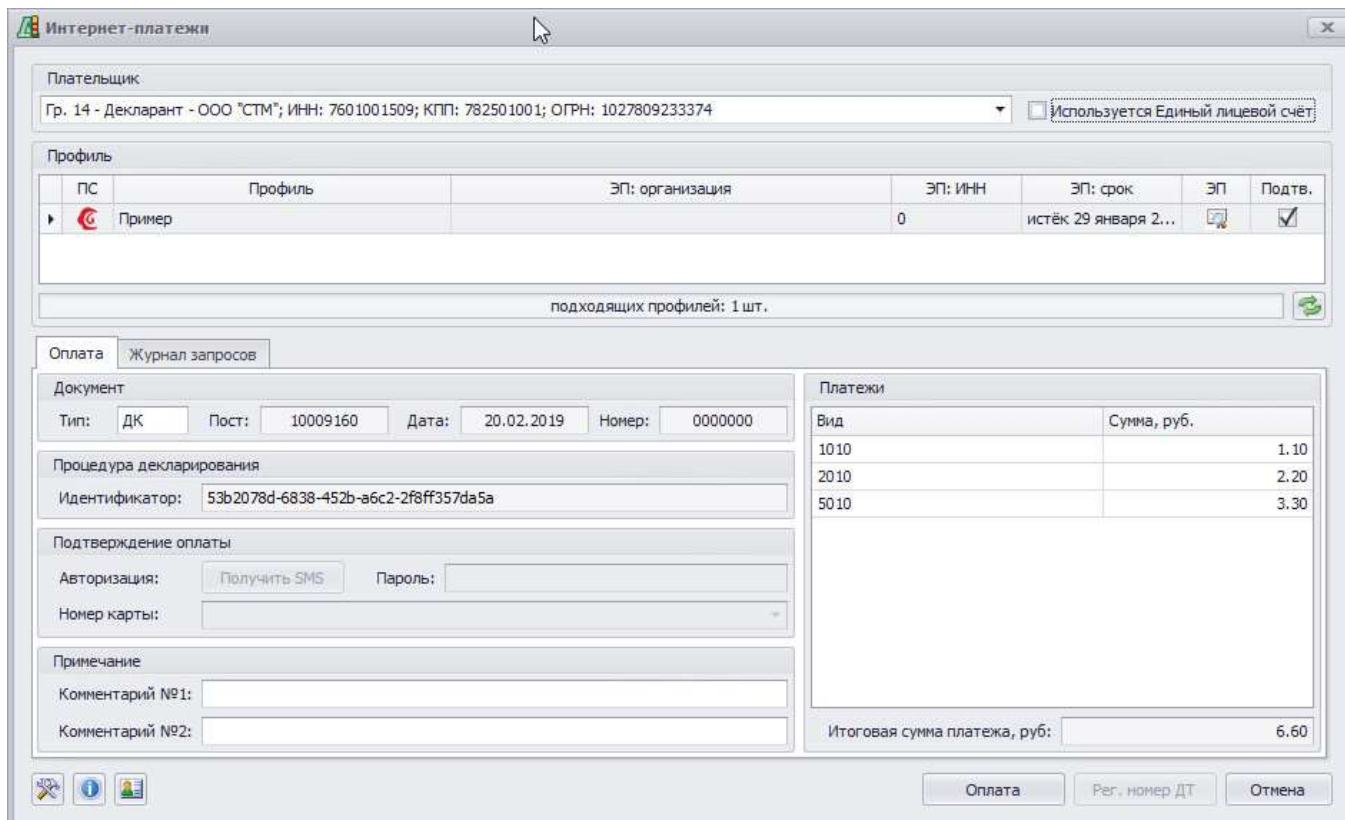 Интернет-платежи
Плательщик
Гр. 14 - Декларант - ООО "СТМ"; ИНН: 7601001509; КПП: 782501001; ОГРН: 1027809233374
Используется Единый лицевой счёт
Профиль
ПС Профиль ЭП: организация ЭП: ИНН ЭП: срок ЭП Подтв.
Пример 0 истёк 29 января 2...
подходящих профилей: 1 шт.
Оплата Журнал запросов
Документ
Тип: ДК Пост: 10009160 Дата: 20.02.2019 Номер: 0000000
Процедура декларирования
Идентификатор: 53b2078d-6838-452b-a6c2-2f8ff357da5a
Подтверждение оплаты
Авторизация: Получить SMS Пароль:
Номер карты:
Примечание
Комментарий №1:
Комментарий №2:
Платежи
Вид Сумма, руб.
1010 1.10
2010 2.20
5010 3.30
Итоговая сумма платежа, руб: 6.60
Оплата Рег. номер ДТ Отмена